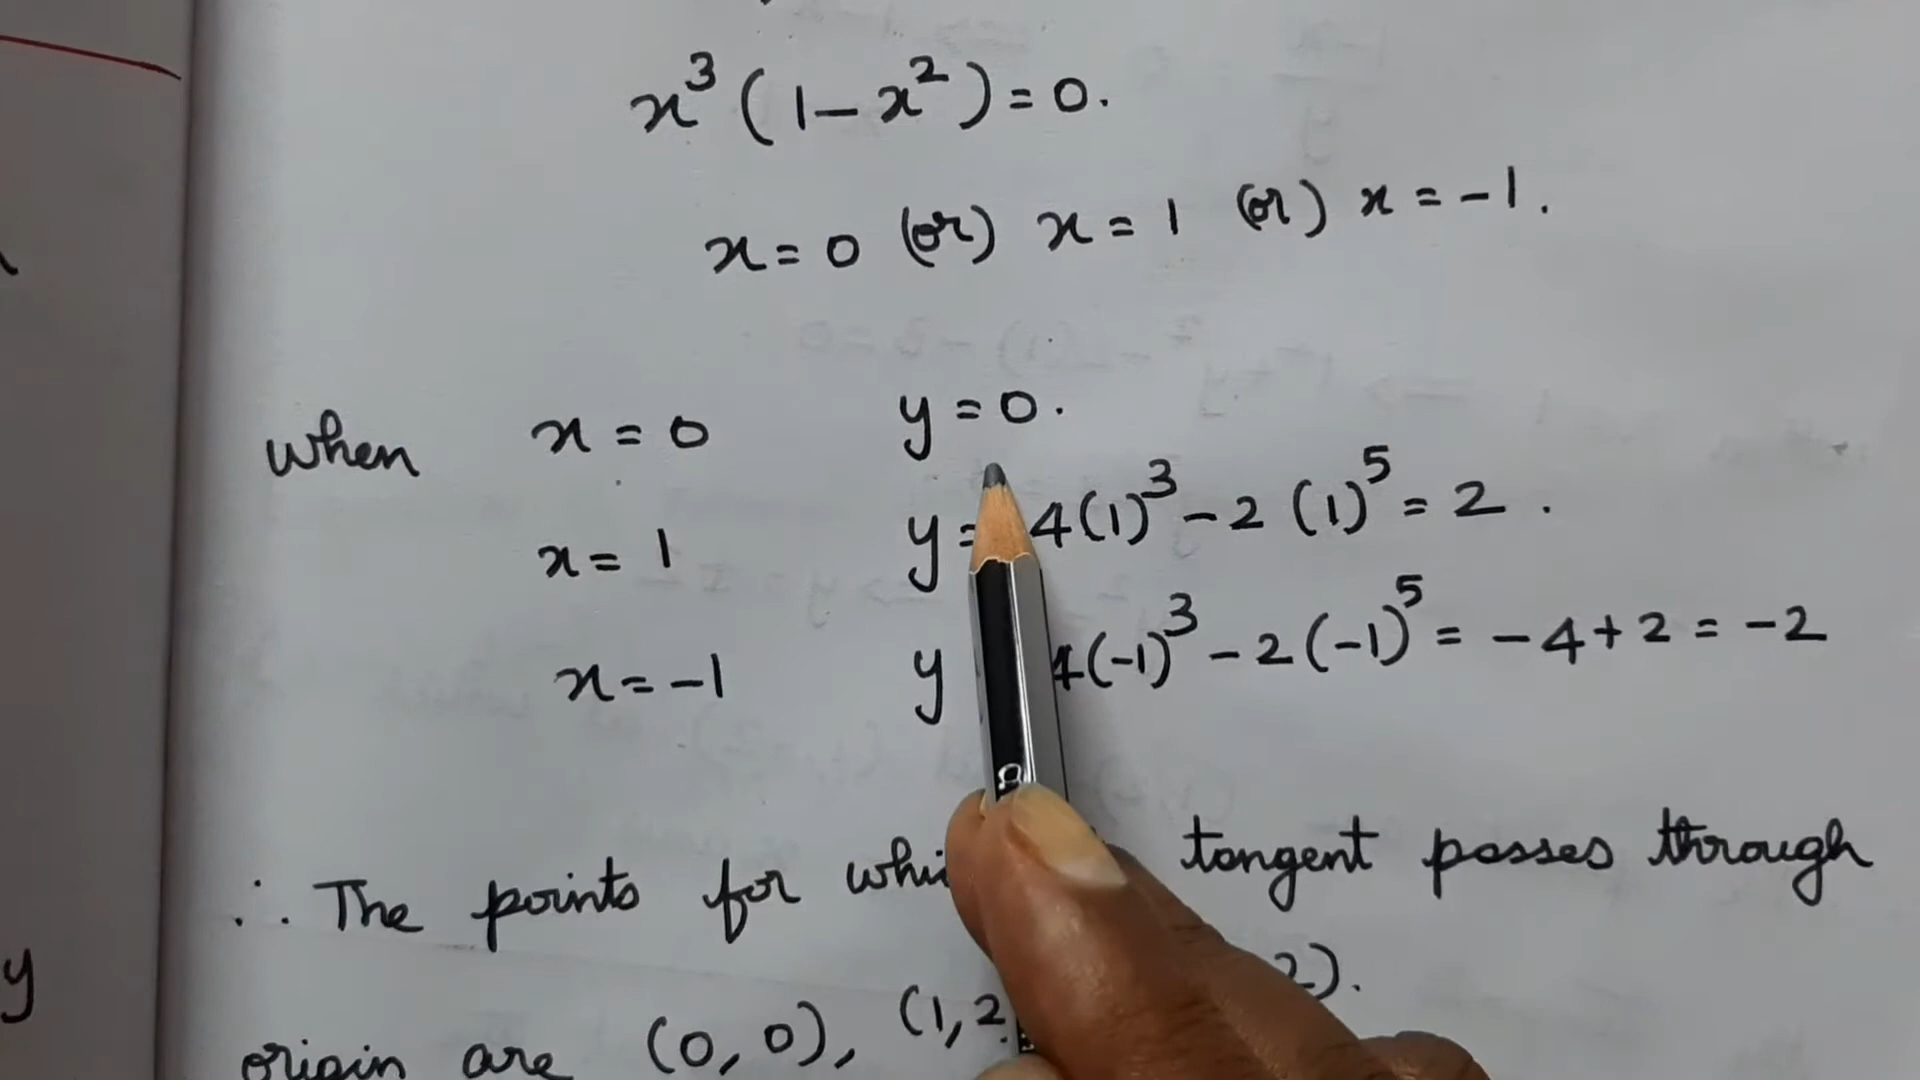 x³ (1 - x²) = 0.
x = 0 (or) x = 1 (or) x = -1.
when x = 0 y = 0.
x = 1 y = 4(1)³ - 2 (1)⁵ = 2.
x = -1 y 4(-1)³ - 2(-1)⁵ = -4 + 2 = -2
∴ The points for whi tangent passes through
y
origin are (0, 0), (1, 2 2).